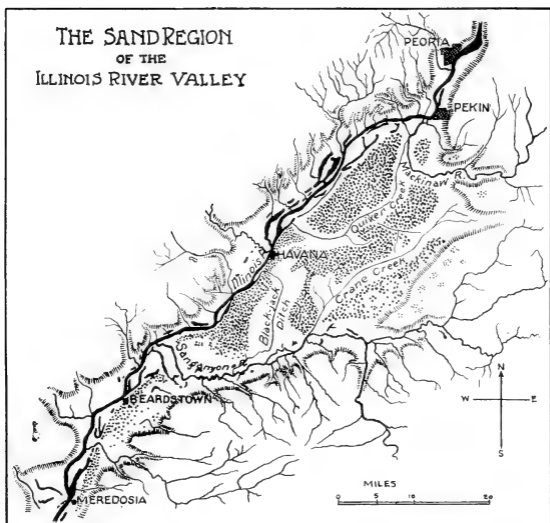 THE SAND REGION
OF THE
ILLINOIS RIVER VALLEY
PEORIA
PEKIN
Mackinaw R.
Quiver Creek
HAVANA
Illinois R.
Crane Creek
Blackjack
Ditch
Sangamon R.
BEARDSTOWN
MEREDOSIA
N
W
E
S
MILES
0 5 10 20